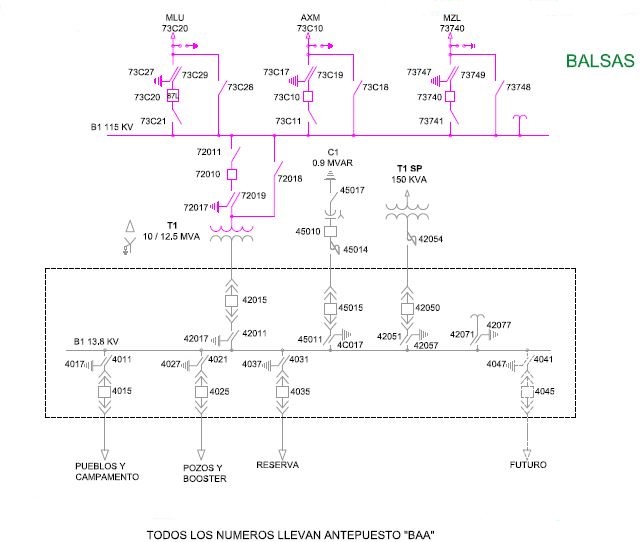 MLU
73C20
AXM
73C10
MZL
73740
BALSAS
73C27
73C29
73C20
87L
73C28
73C21
73C17
73C19
73C10
73C18
73C11
73747
73749
73740
73748
73741
B1 115 KV
72011
72010
72018
72019
72017
C1
0.9 MVAR
45017
45010
45014
T1 SP
150 KVA
42054
T1
10 / 12.5 MVA
42015
45015
42050
42017
42011
45011
4C017
42051
42057
42071
42077
B1 13.8 KV
4017
4011
4015
4027
4021
4025
4037
4031
4035
4047
4041
4045
PUEBLOS Y
CAMPAMENTO
POZOS Y
BOOSTER
RESERVA
FUTURO
TODOS LOS NUMEROS LLEVAN ANTEPUESTO "BAA"